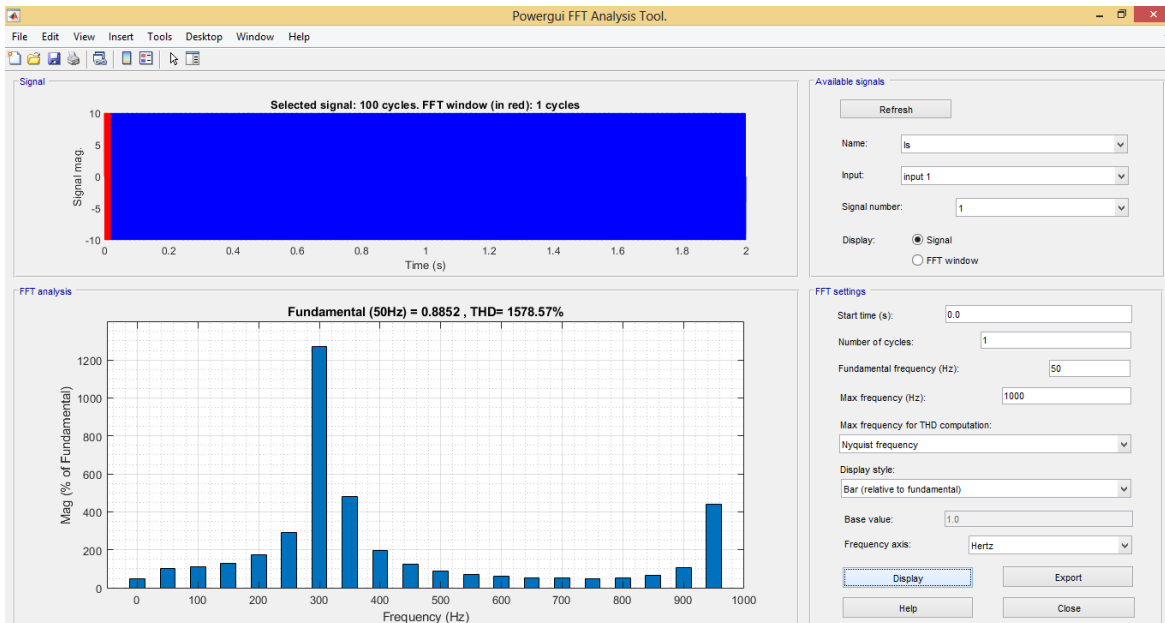 Powergui FFT Analysis Tool.
File Edit View Insert Tools Desktop Window Help
Signal
Selected signal: 100 cycles. FFT window (in red): 1 cycles
10
5
0
-5
-10
Signal mag.
0 0.2 0.4 0.6 0.8 1 1.2 1.4 1.6 1.8 2
Time (s)
FFT analysis
Fundamental (50Hz) = 0.8852 , THD= 1578.57%
1200
1000
800
600
400
200
0
Mag (% of Fundamental)
0 100 200 300 400 500 600 700 800 900 1000
Frequency (Hz)
Available signals
Refresh
Name: Is
Input: input 1
Signal number: 1
Display: Signal
FFT window
FFT settings
Start time (s): 0.0
Number of cycles: 1
Fundamental frequency (Hz): 50
Max frequency (Hz): 1000
Max frequency for THD computation:
Nyquist frequency
Display style:
Bar (relative to fundamental)
Base value: 1.0
Frequency axis: Hertz
Display Export
Help Close